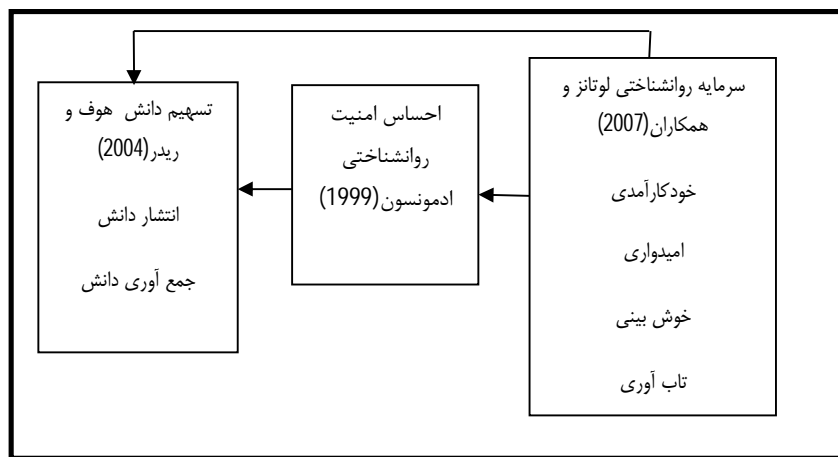 سرمایه روانشناختی لوتانز و
همکاران(2007)
خودکارآمدی
امیدواری
خوش بینی
تاب آوری
احساس امنیت
روانشناختی
ادمونسون(1999)
تسهیم دانش هوف و
ریدر(2004)
انتشار دانش
جمع آوری دانش